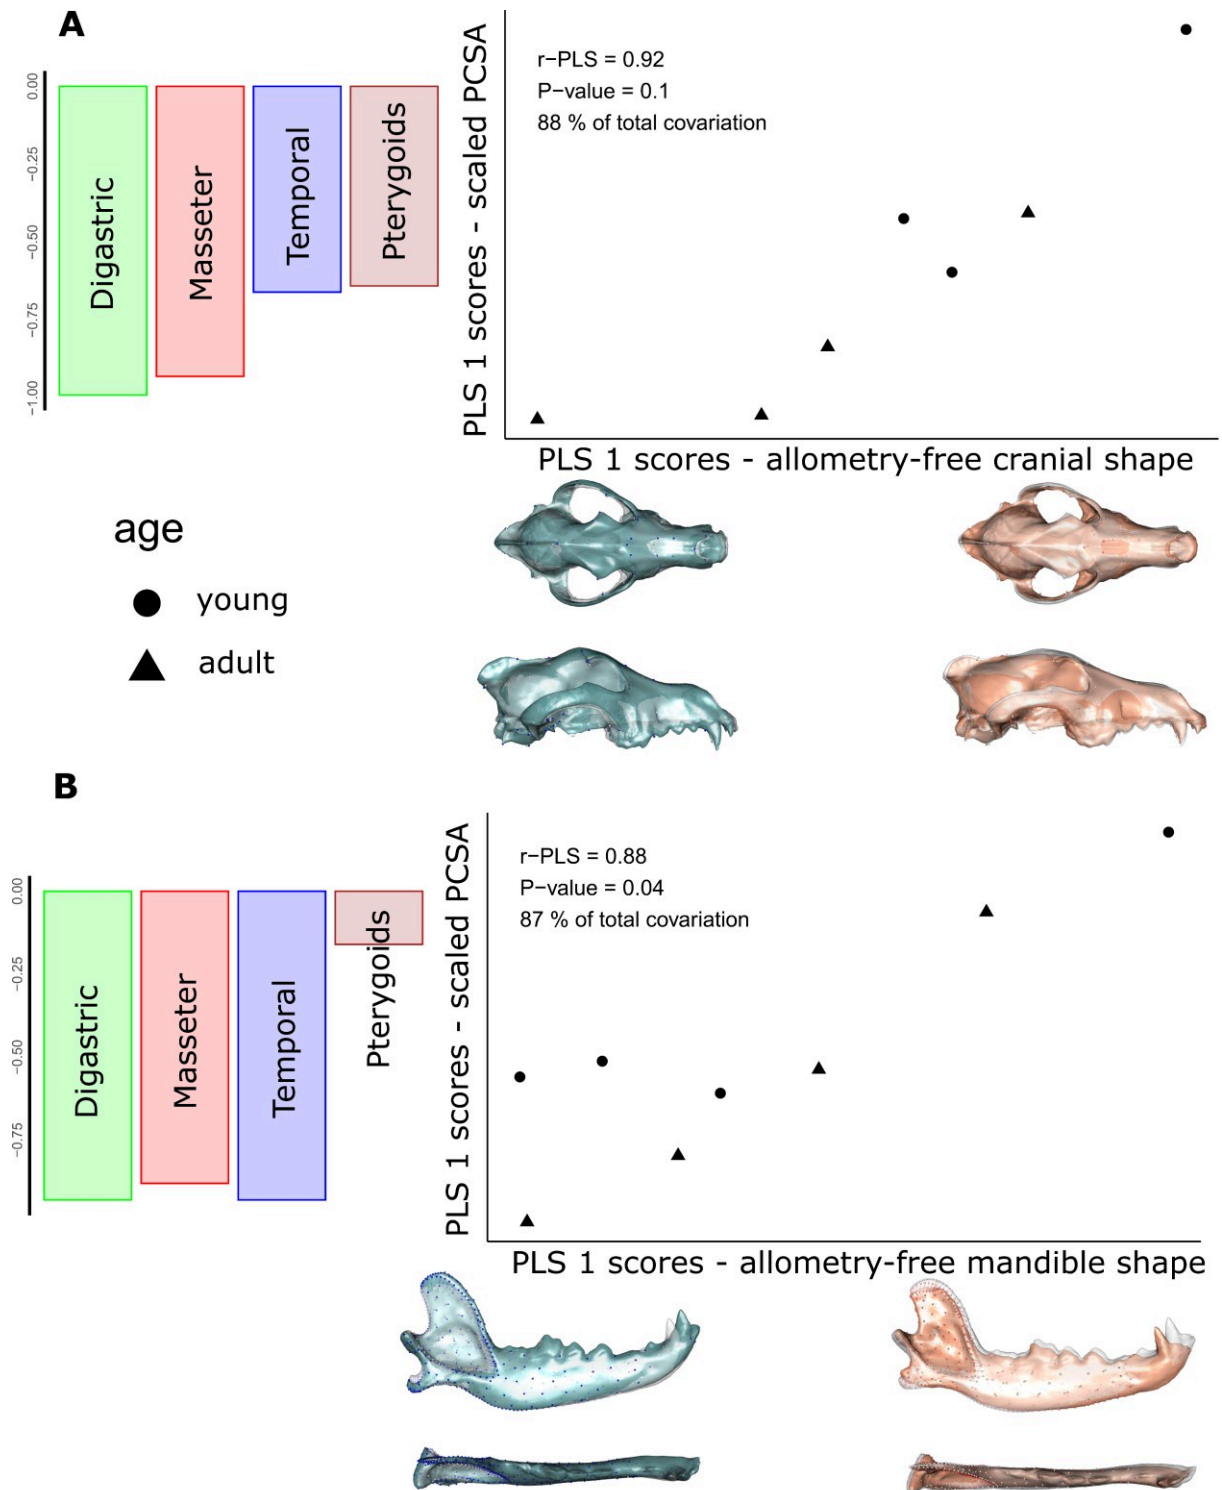 A
0.00
−0.25
−0.50
−0.75
−1.00
Digastric
Masseter
Temporal
Pterygoids
PLS 1 scores - scaled PCSA
r−PLS = 0.92
P−value = 0.1
88 % of total covariation
PLS 1 scores - allometry-free cranial shape
age
young
adult
B
0.00
−0.25
−0.50
−0.75
Digastric
Masseter
Temporal
Pterygoids
PLS 1 scores - scaled PCSA
r−PLS = 0.88
P−value = 0.04
87 % of total covariation
PLS 1 scores - allometry-free mandible shape